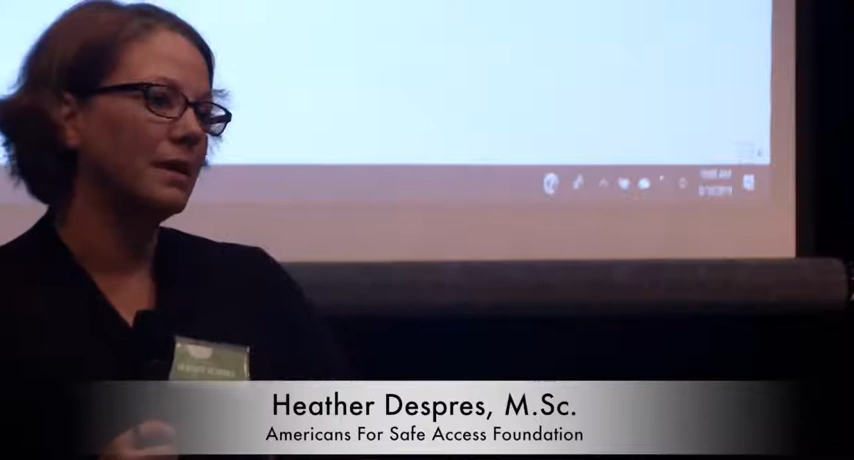 Heather Despres, M.Sc.
Americans For Safe Access Foundation